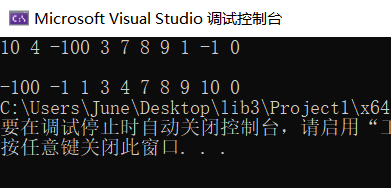 Microsoft Visual Studio 调试控制台
10 4 -100 3 7 8 9 1 -1 0
-100 -1 1 3 4 7 8 9 10 0
C:\Users\June\Desktop\lib3\Project1\x64
要在调试停止时自动关闭控制台，请启用“工
按任意键关闭此窗口. . .